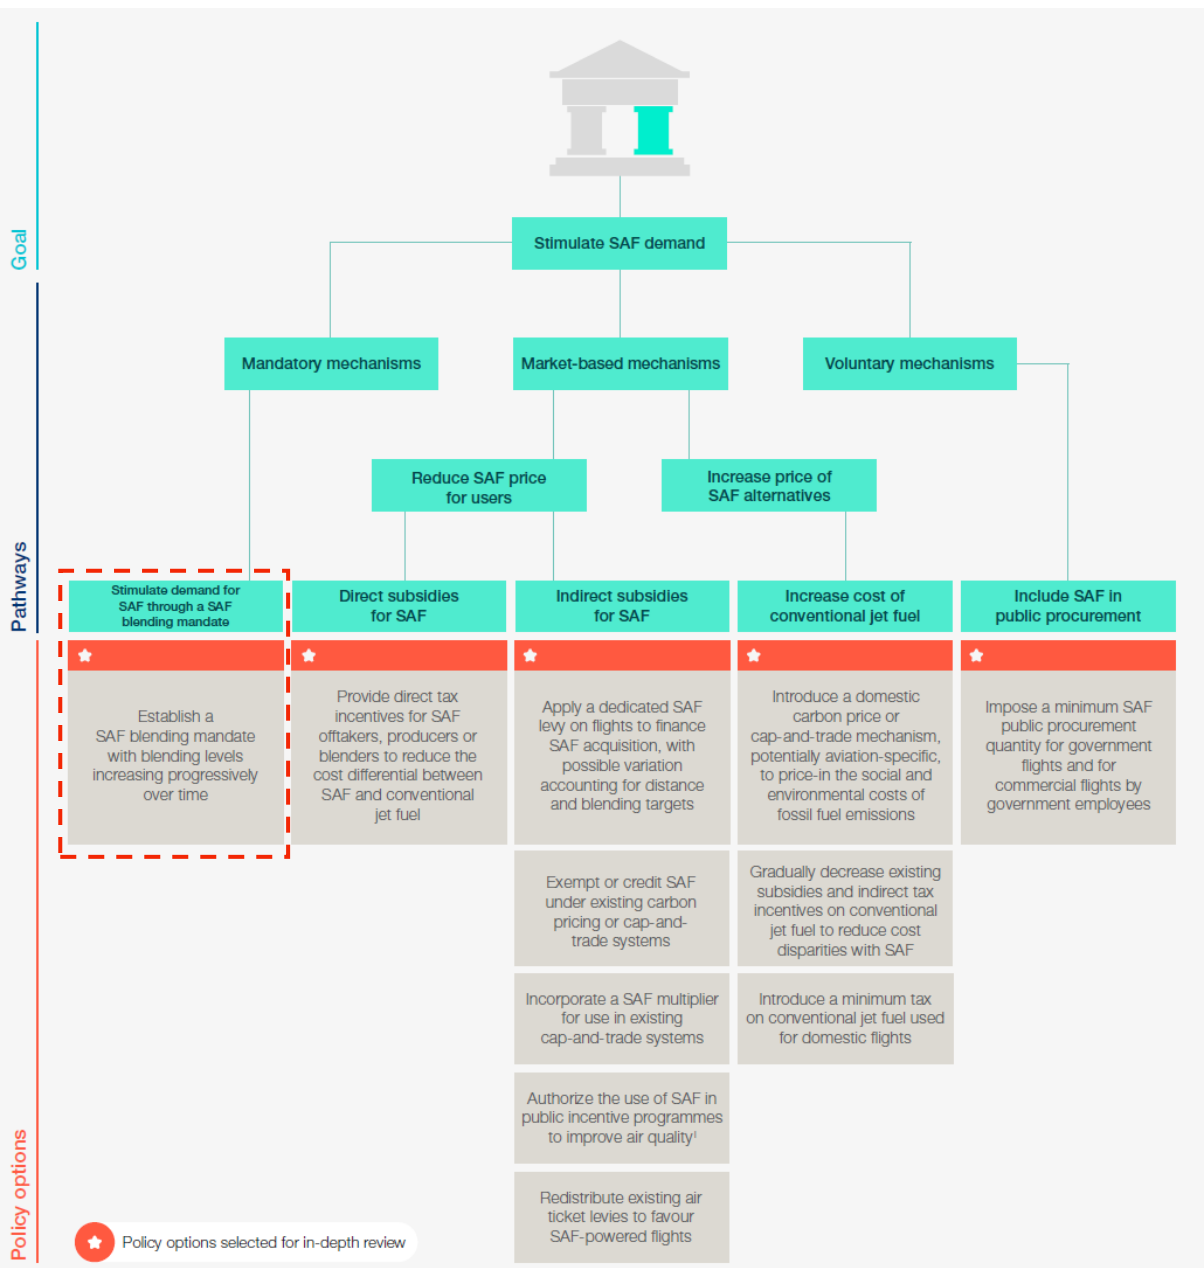 Goal
Stimulate SAF demand
Pathways
Mandatory mechanisms
Market-based mechanisms
Voluntary mechanisms
Reduce SAF price
for users
Increase price of
SAF alternatives
Stimulate demand for
SAF through a SAF
blending mandate
Direct subsidies
for SAF
Indirect subsidies
for SAF
Increase cost of
conventional jet fuel
Include SAF in
public procurement
Policy options
Establish a
SAF blending mandate
with blending levels
increasing progressively
over time
Provide direct tax
incentives for SAF
offtakers, producers or
blenders to reduce the
cost differential between
SAF and conventional
jet fuel
Apply a dedicated SAF
levy on flights to finance
SAF acquisition, with
possible variation
accounting for distance
and blending targets
Introduce a domestic
carbon price or
cap-and-trade mechanism,
potentially aviation-specific,
to price-in the social and
environmental costs of
fossil fuel emissions
Impose a minimum SAF
public procurement
quantity for government
flights and for
commercial flights by
government employees
Exempt or credit SAF
under existing carbon
pricing or cap-and-
trade systems
Gradually decrease existing
subsidies and indirect tax
incentives on conventional
jet fuel to reduce cost
disparities with SAF
Incorporate a SAF multiplier
for use in existing
cap-and-trade systems
Introduce a minimum tax
on conventional jet fuel used
for domestic flights
Authorize the use of SAF in
public incentive programmes
to improve air quality¹
Redistribute existing air
ticket levies to favour
SAF-powered flights
Policy options selected for in-depth review